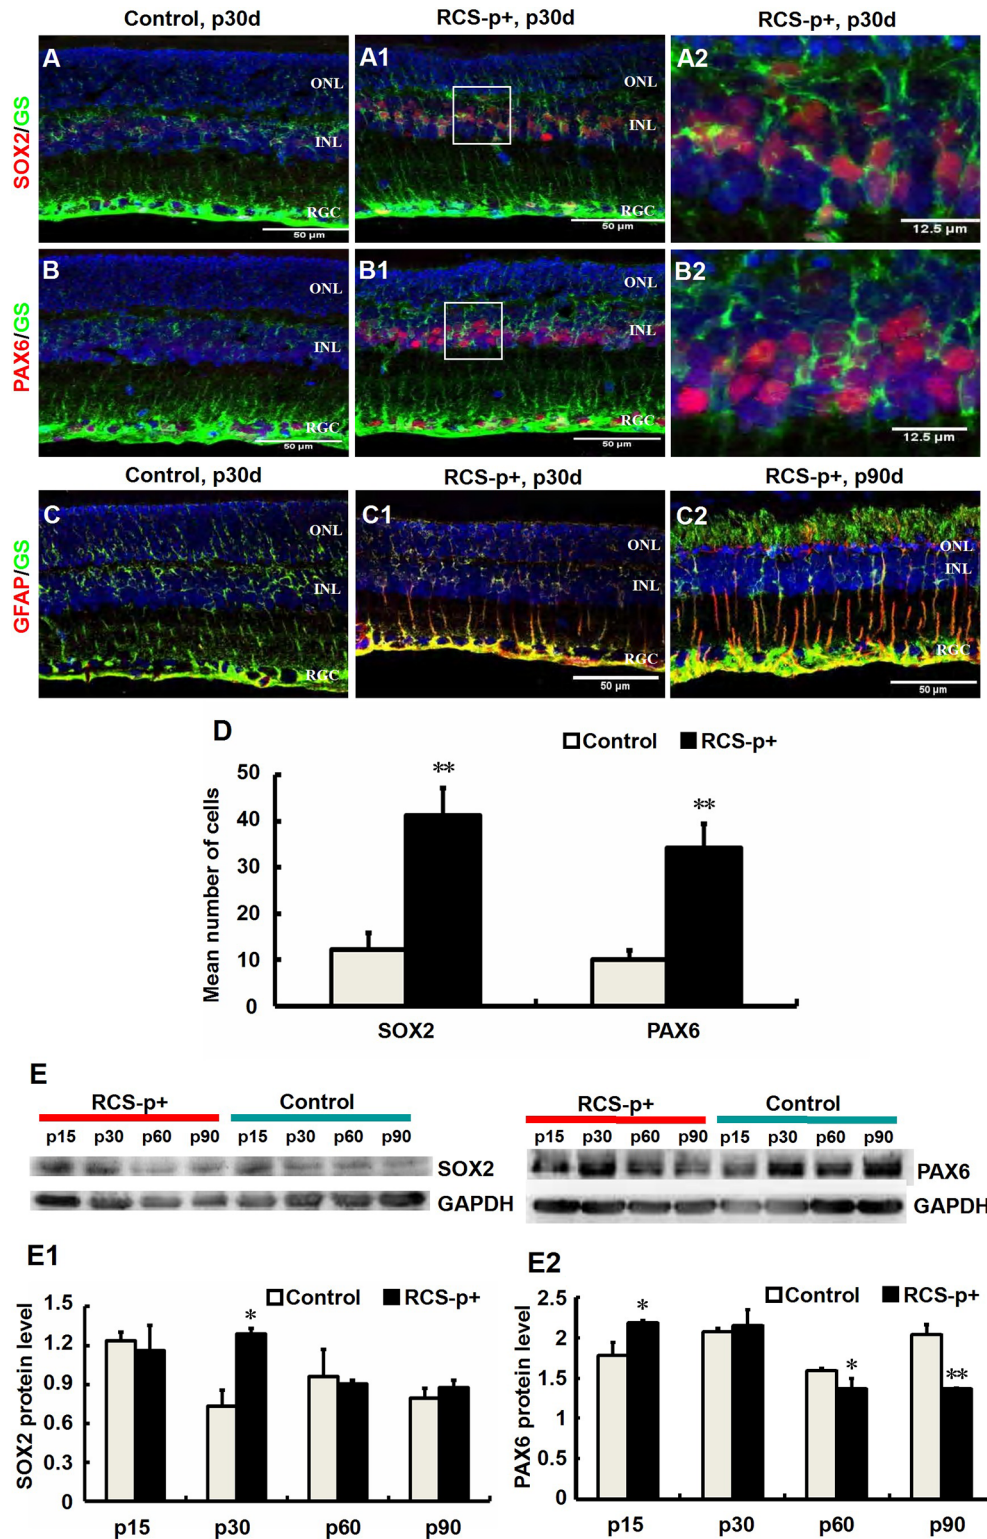 Control, p30d RCS-p+, p30d RCS-p+, p30d
SOX2/GS
A ONL INL RGC 50 µm
A1 ONL INL RGC 50 µm
A2 12.5 µm
PAX6/GS
B ONL INL RGC 50 µm
B1 ONL INL RGC 50 µm
B2 12.5 µm
Control, p30d RCS-p+, p30d RCS-p+, p90d
GFAP/GS
C ONL INL RGC
C1 ONL INL RGC 50 µm
C2 ONL INL RGC 50 µm
D
Control RCS-p+
Mean number of cells
50
40
30
20
10
0
** **
SOX2 PAX6
E
RCS-p+ Control
p15 p30 p60 p90 p15 p30 p60 p90
SOX2
GAPDH
RCS-p+ Control
p15 p30 p60 p90 p15 p30 p60 p90
PAX6
GAPDH
E1
Control RCS-p+
SOX2 protein level
1.5
1.2
0.9
0.6
0.3
0
*
p15 p30 p60 p90
E2
Control RCS-p+
PAX6 protein level
2.5
2
1.5
1
0.5
0
* * **
p15 p30 p60 p90